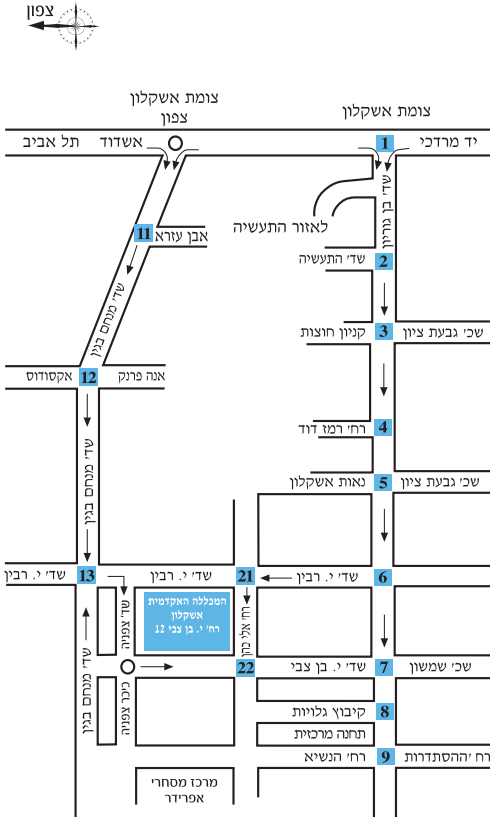 צפון
צומת אשקלון
צפון
צומת אשקלון
תל אביב
אשדוד
1
יד מרדכי
שד׳ בן גוריון
לאזור התעשיה
11
אבן עזרא
שד׳ התעשיה
2
שד׳ מנחם בגין
קניון חוצות
3
שכ׳ גבעת ציון
אקסודוס
12
אנה פרנק
רח׳ רמז דוד
4
שד׳ מנחם בגין
נאות אשקלון
5
שכ׳ גבעת ציון
שד׳ י. רבין
13
שד׳ י. רבין
21
שד׳ י. רבין
6
שד׳ צפניה
המכללה האקדמית
אשקלון
רח׳ י. בן צבי 12
רח׳ אלי כהן
שד׳ מנחם בגין
22
שד׳ י. בן צבי
7
שכ׳ שמשון
כיכר צפניה
קיבוץ גלויות
8
תחנה מרכזית
רח׳ הנשיא
9
רח׳ ההסתדרות
מרכז מסחרי
אפרידר